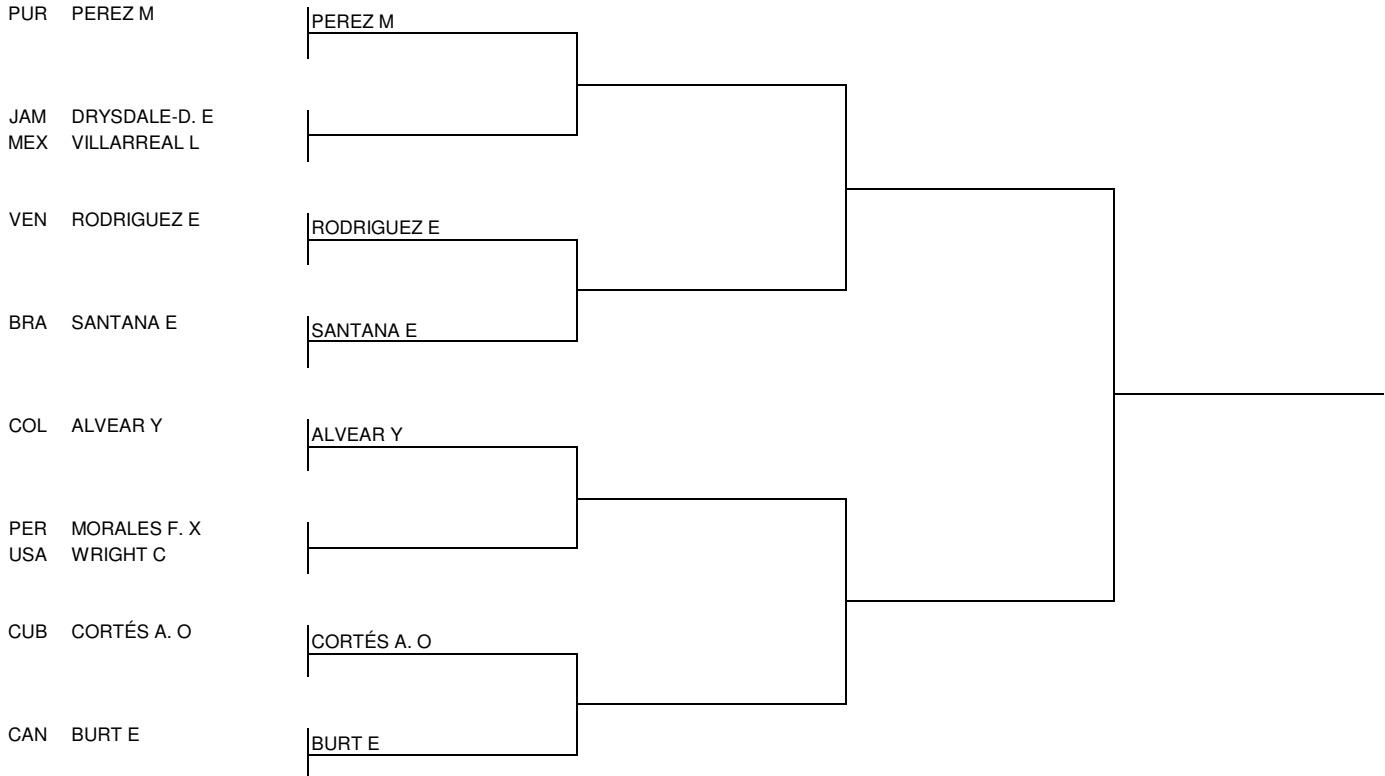 PUR PEREZ M
PEREZ M
JAM DRYSDALE-D. E
MEX VILLARREAL L
VEN RODRIGUEZ E
RODRIGUEZ E
BRA SANTANA E
SANTANA E
COL ALVEAR Y
ALVEAR Y
PER MORALES F. X
USA WRIGHT C
CUB CORTÉS A. O
CORTÉS A. O
CAN BURT E
BURT E